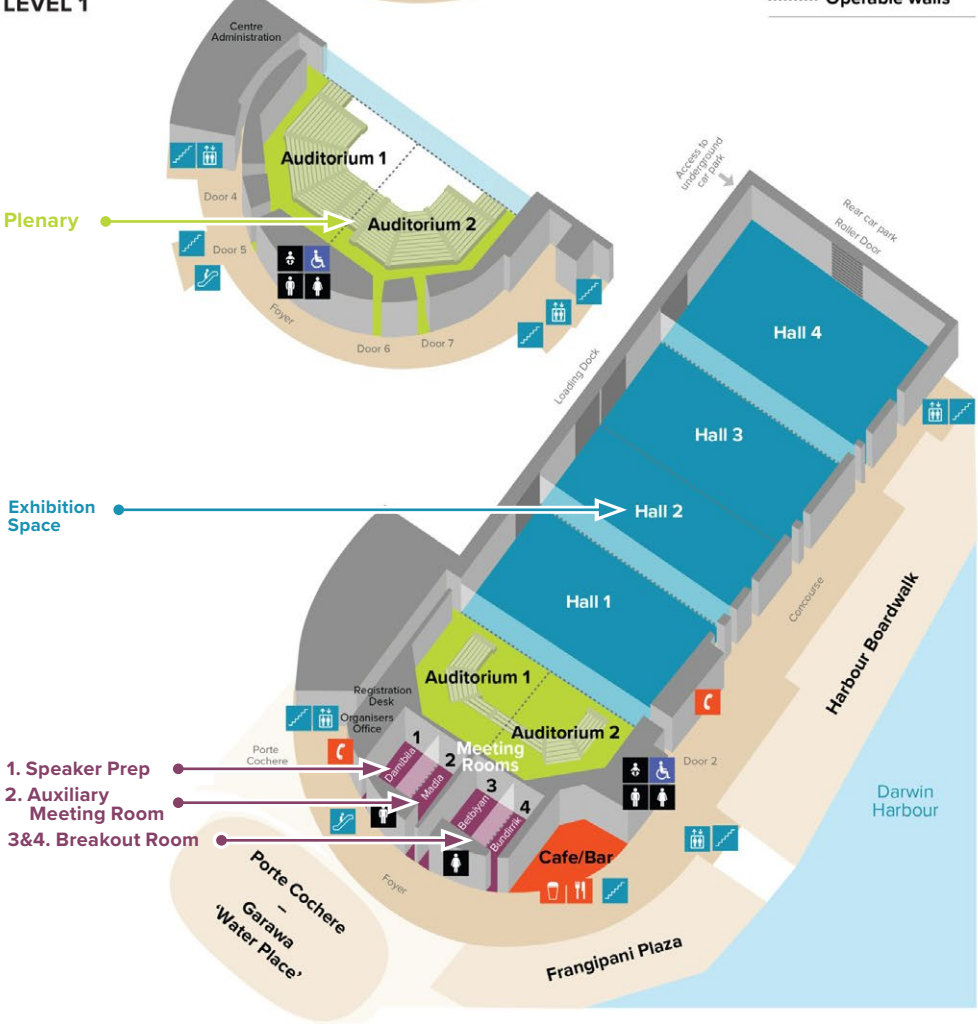 LEVEL 1
Operable walls
Centre
Administration
Auditorium 1
Auditorium 2
Plenary
Door 4
Door 5
Foyer
Door 6
Door 7
Access to
underground
car park
Rear car park
Roller Door
Loading Dock
Hall 4
Hall 3
Hall 2
Hall 1
Exhibition
Space
Concourse
Harbour Boardwalk
Auditorium 1
Auditorium 2
Registration
Desk
Organisers
Office
Porte
Cochere
Meeting
Rooms
1
2
3
4
Damibila
Madla
Betbiyan
Bundirrik
1. Speaker Prep
2. Auxiliary
Meeting Room
3&4. Breakout Room
Door 2
Darwin
Harbour
Cafe/Bar
Foyer
Porte Cochere
–
Garawa
'Water Place'
Frangipani Plaza